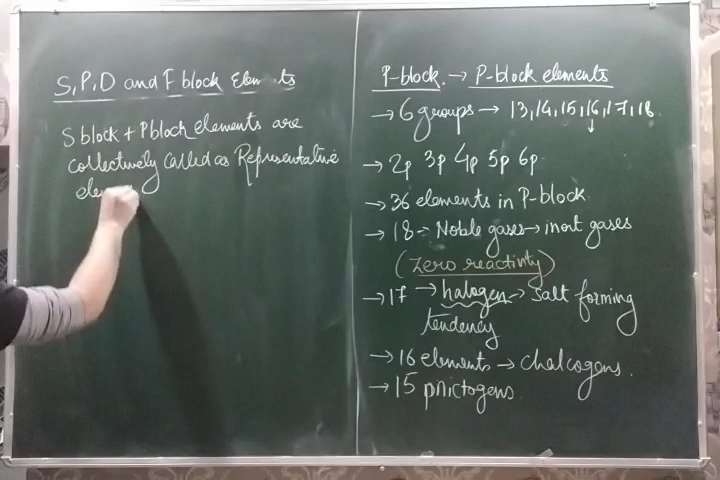 S, P, D and F block Elements
S block + P block elements are
collectively called as Representative
elem
P-block. → P-block elements
→ 6 groups → 13,14,15,16,17,18.
↓
→ 2p 3p 4p 5p 6p
→ 36 elements in P-block
→ 18 → Noble gases → inert gases
(Zero reactivity)
→ 17 → halogen → Salt forming
tendency
→ 16 elements → chalcogens.
→ 15 pnictogens.